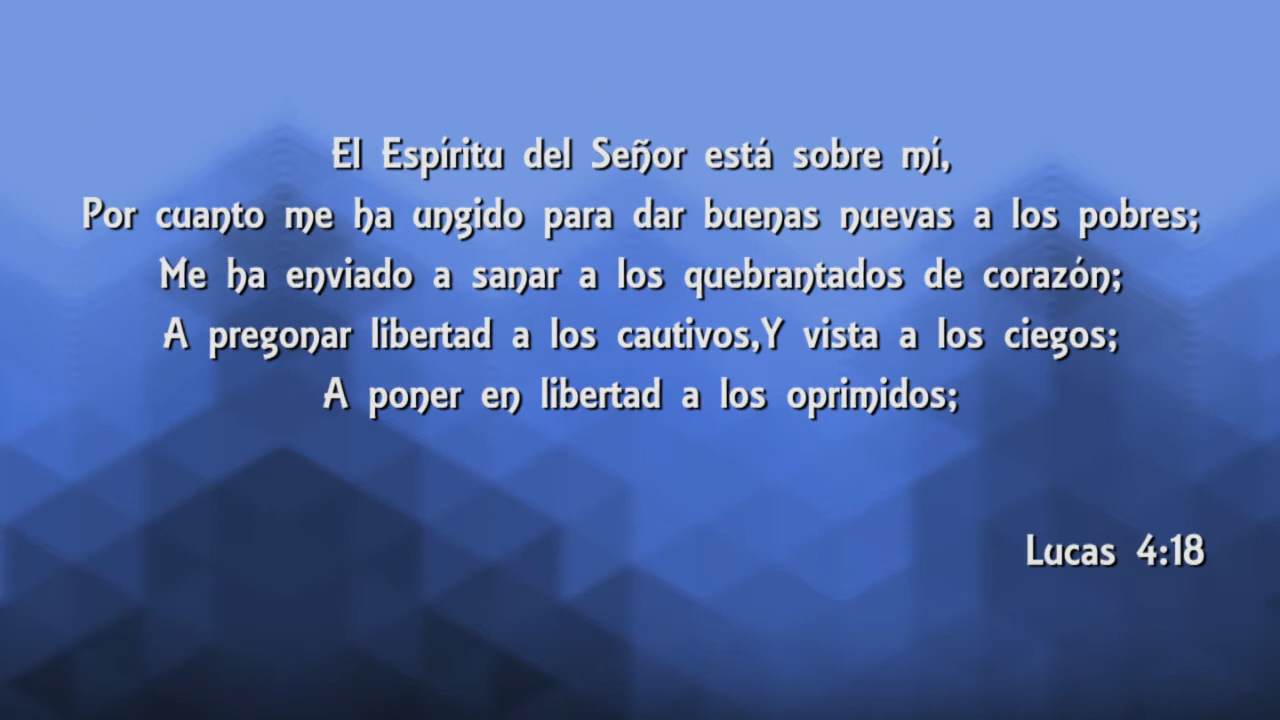 El Espíritu del Señor está sobre mí,
Por cuanto me ha ungido para dar buenas nuevas a los pobres;
Me ha enviado a sanar a los quebrantados de corazón;
A pregonar libertad a los cautivos,Y vista a los ciegos;
A poner en libertad a los oprimidos;
Lucas 4:18